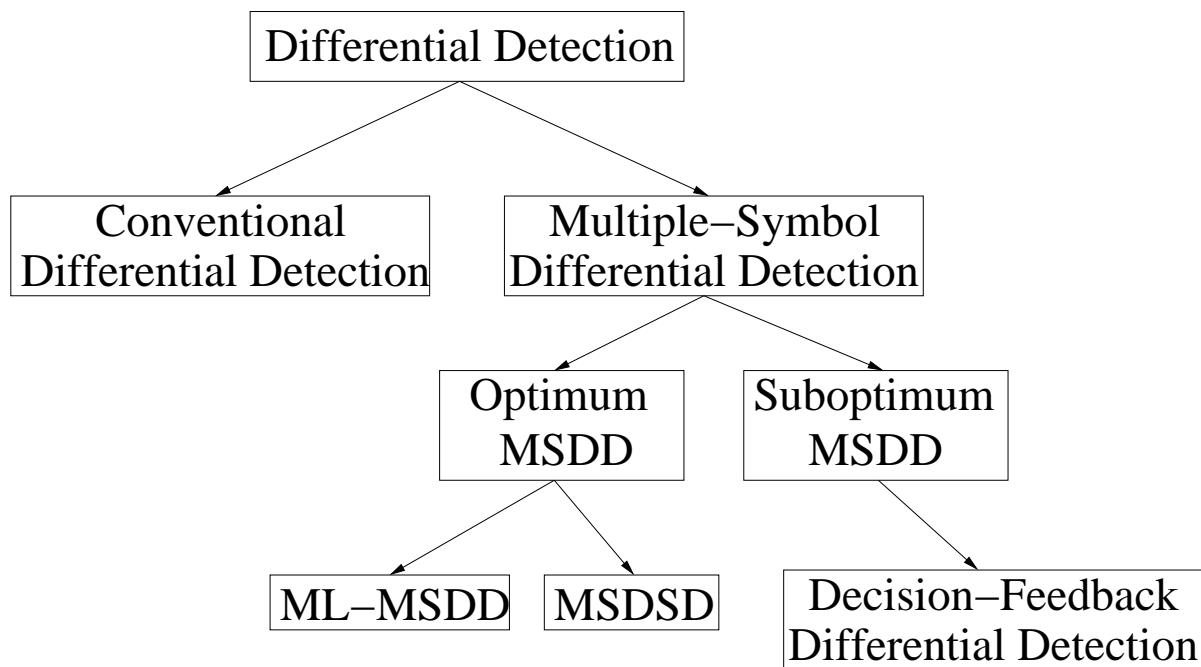 Differential Detection
Conventional
Differential Detection
Multiple−Symbol
Differential Detection
Optimum
MSDD
Suboptimum
MSDD
ML−MSDD
MSDSD
Decision−Feedback
Differential Detection